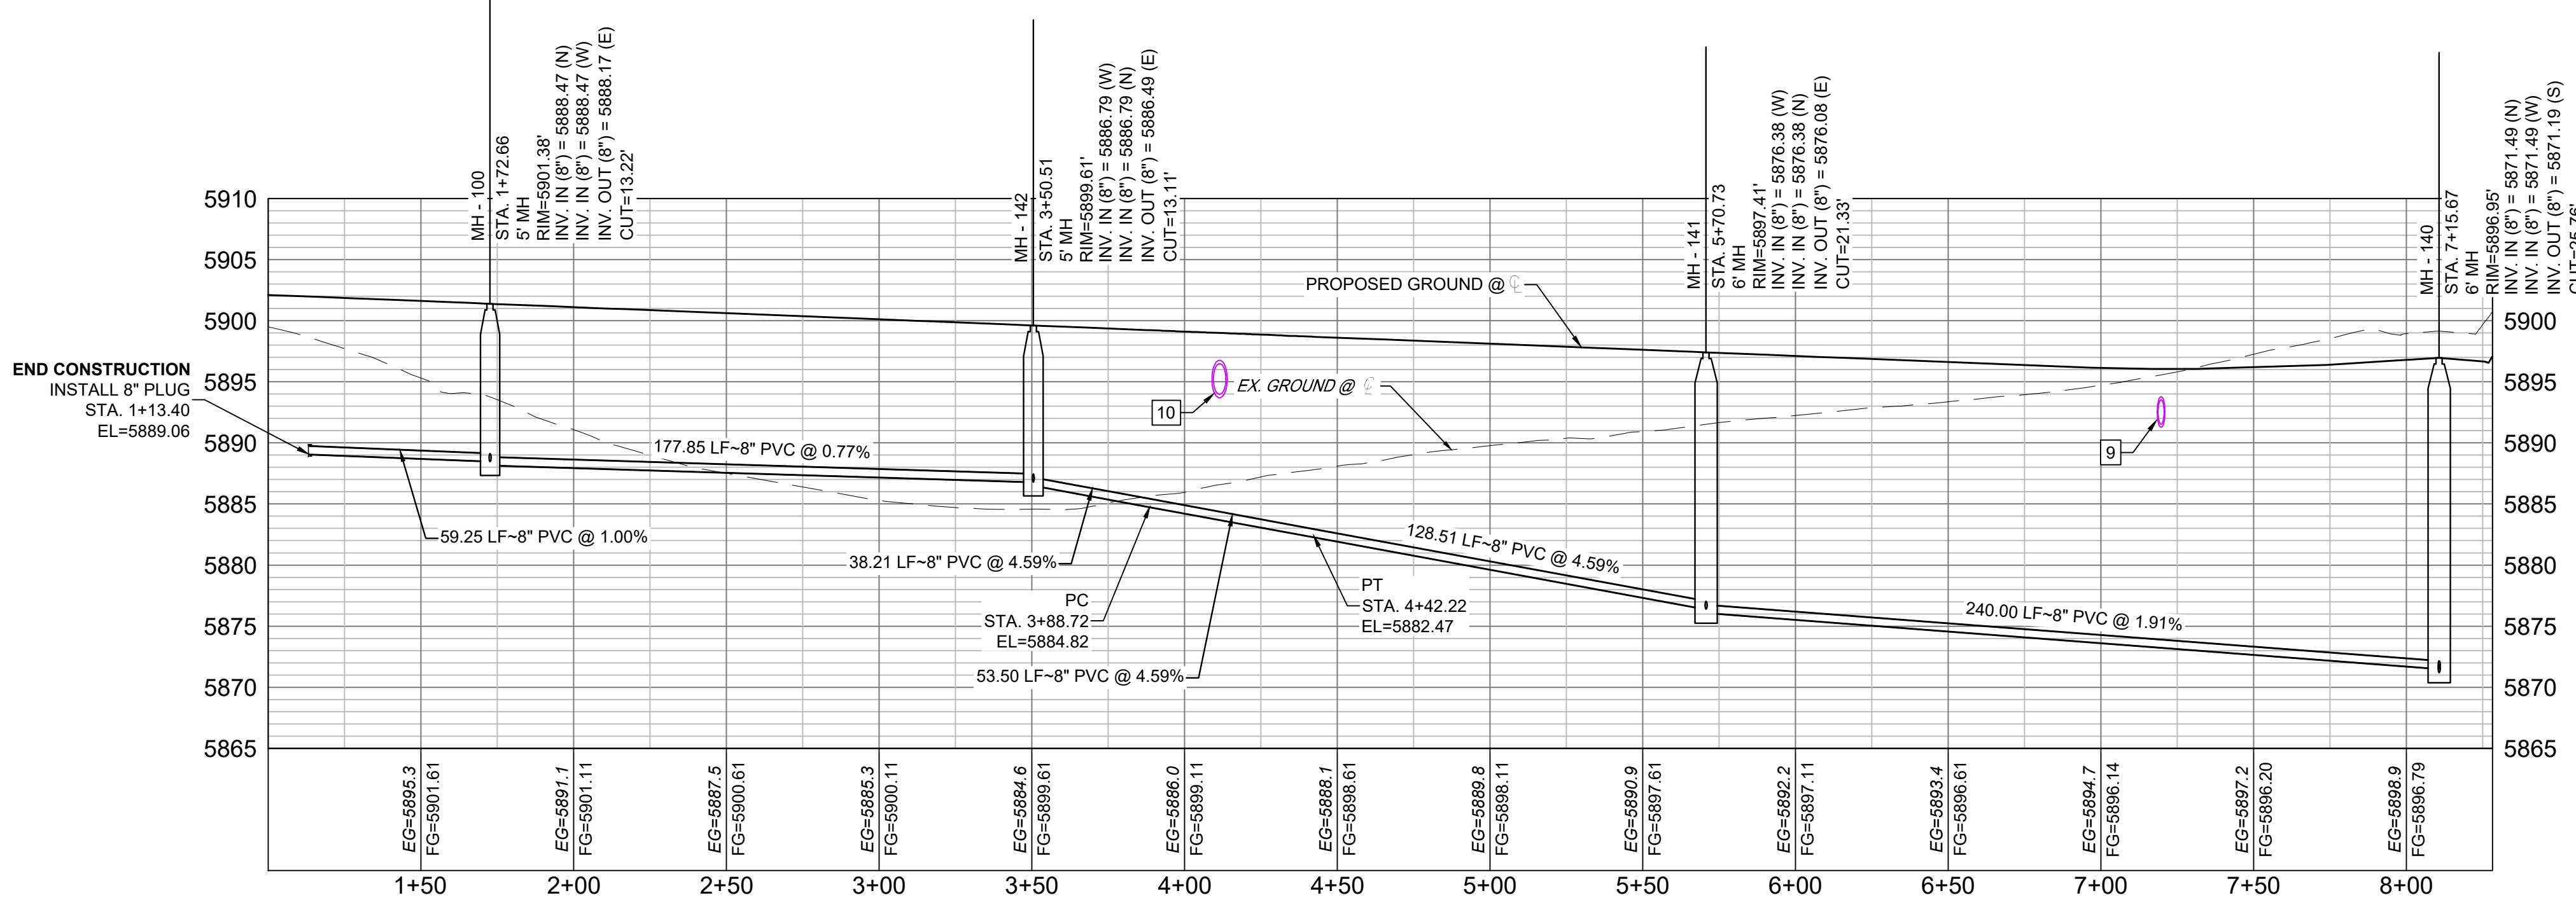 MH - 100
STA. 1+72.66
5' MH
RIM=5901.38'
INV. IN (8") = 5888.47 (N)
INV. IN (8") = 5888.47 (W)
INV. OUT (8") = 5888.17 (E)
CUT=13.22'
MH - 142
STA. 3+50.51
5' MH
RIM=5899.61'
INV. IN (8") = 5886.79 (W)
INV. IN (8") = 5886.79 (N)
INV. OUT (8") = 5886.49 (E)
CUT=13.11'
MH - 141
STA. 5+70.73
6' MH
RIM=5897.41'
INV. IN (8") = 5876.38 (W)
INV. IN (8") = 5876.38 (N)
INV. OUT (8") = 5876.08 (E)
CUT=21.33'
MH - 140
STA. 7+15.67
6' MH
RIM=5896.95'
INV. IN (8") = 5871.49 (N)
INV. IN (8") = 5871.49 (W)
INV. OUT (8") = 5871.19 (S)
CUT=25.76'
5910
5905
5900
5895
5890
5885
5880
5875
5870
5865
END CONSTRUCTION
INSTALL 8" PLUG
STA. 1+13.40
EL=5889.06
PROPOSED GROUND @ ℄
EX. GROUND @ ℄
10
9
177.85 LF~8" PVC @ 0.77%
59.25 LF~8" PVC @ 1.00%
38.21 LF~8" PVC @ 4.59%
128.51 LF~8" PVC @ 4.59%
PC
STA. 3+88.72
EL=5884.82
PT
STA. 4+42.22
EL=5882.47
53.50 LF~8" PVC @ 4.59%
240.00 LF~8" PVC @ 1.91%
5900
5895
5890
5885
5880
5875
5870
5865
EG=5895.3
FG=5901.61
EG=5891.1
FG=5901.11
EG=5887.5
FG=5900.61
EG=5885.3
FG=5900.11
EG=5884.6
FG=5899.61
EG=5886.0
FG=5899.11
EG=5888.1
FG=5898.61
EG=5889.8
FG=5898.11
EG=5890.9
FG=5897.61
EG=5892.2
FG=5897.11
EG=5893.4
FG=5896.61
EG=5894.7
FG=5896.14
EG=5897.2
FG=5896.20
EG=5898.9
FG=5896.79
1+50
2+00
2+50
3+00
3+50
4+00
4+50
5+00
5+50
6+00
6+50
7+00
7+50
8+00